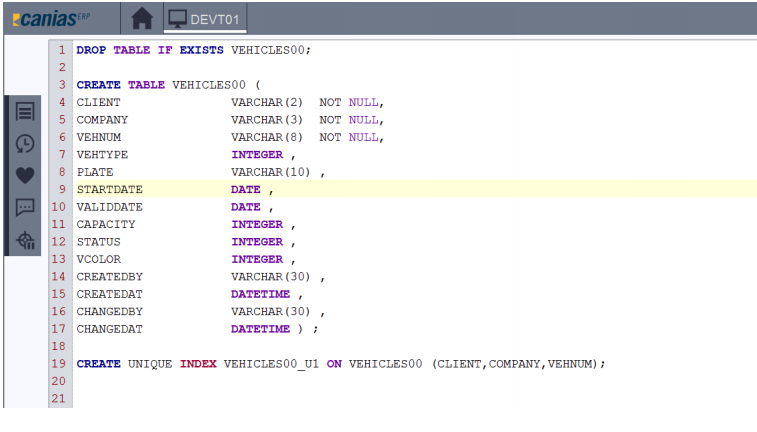 canias ERP
DEVT01
1 DROP TABLE IF EXISTS VEHICLES00;
2
3 CREATE TABLE VEHICLES00 (
4 CLIENT VARCHAR(2) NOT NULL,
5 COMPANY VARCHAR(3) NOT NULL,
6 VEHNUM VARCHAR(8) NOT NULL,
7 VEHTYPE INTEGER ,
8 PLATE VARCHAR(10) ,
9 STARTDATE DATE ,
10 VALIDDATE DATE ,
11 CAPACITY INTEGER ,
12 STATUS INTEGER ,
13 VCOLOR INTEGER ,
14 CREATEDBY VARCHAR(30) ,
15 CREATEDAT DATETIME ,
16 CHANGEDBY VARCHAR(30) ,
17 CHANGEDAT DATETIME ) ;
18
19 CREATE UNIQUE INDEX VEHICLES00_U1 ON VEHICLES00 (CLIENT,COMPANY,VEHNUM);
20
21